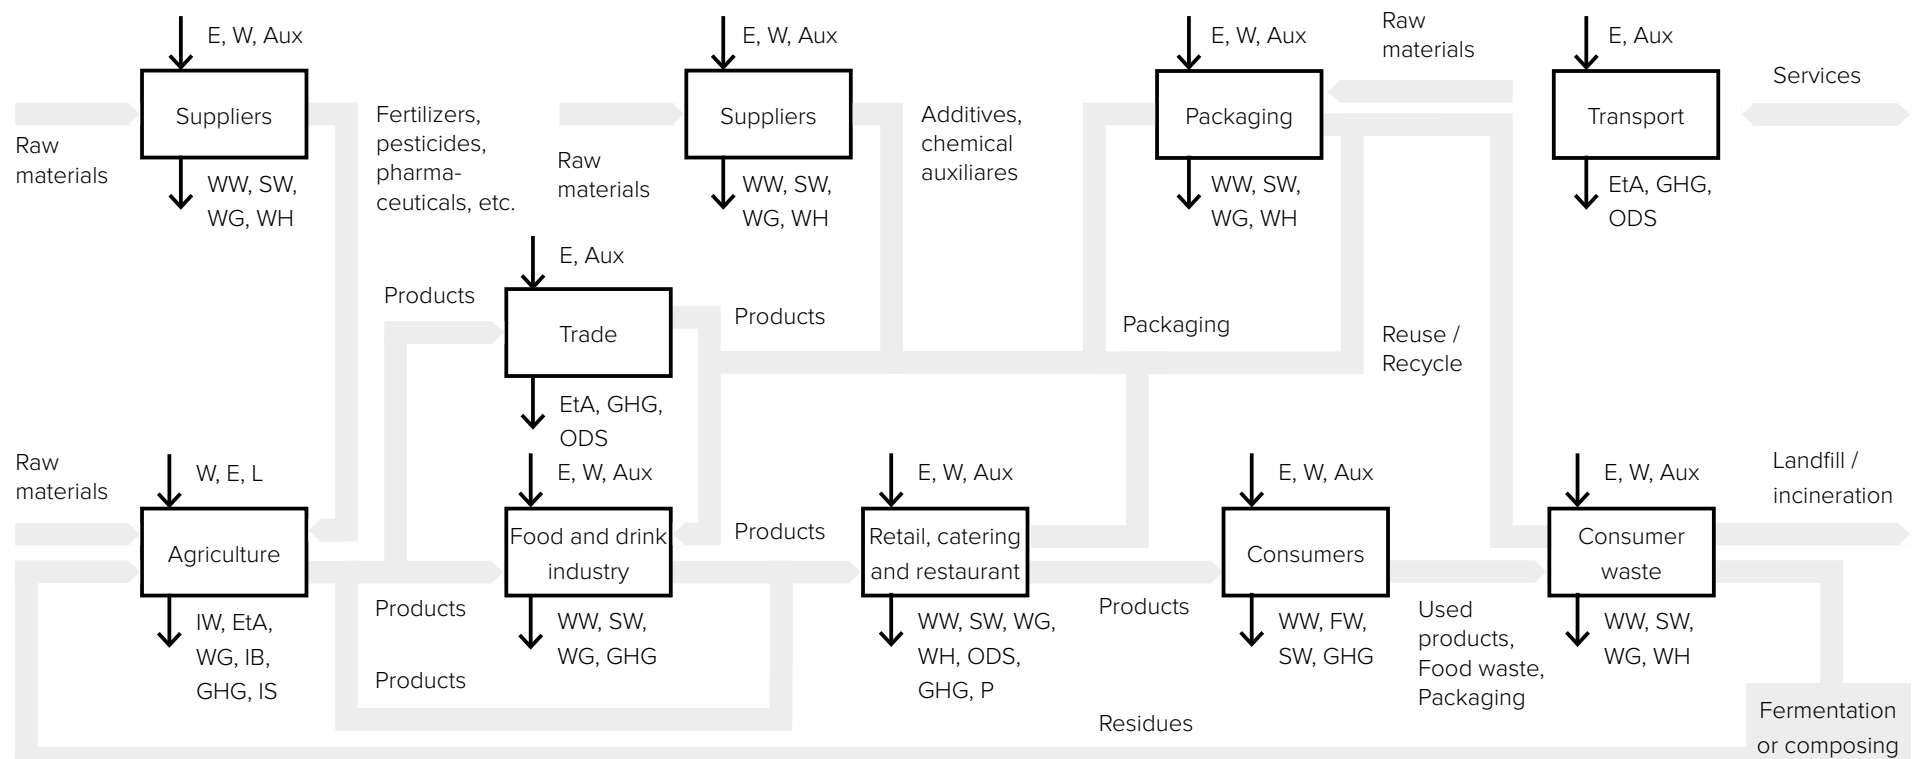 E, W, Aux
Suppliers
WW, SW,
WG, WH
Raw
materials
Fertilizers,
pesticides,
pharma-
ceuticals, etc.
E, W, Aux
Suppliers
WW, SW,
WG, WH
Raw
materials
Additives,
chemical
auxiliares
E, W, Aux
Packaging
WW, SW,
WG, WH
Raw
materials
E, Aux
Transport
EtA, GHG,
ODS
Services
Products
E, Aux
Trade
EtA, GHG,
ODS
Products
Packaging
Reuse /
Recycle
Raw
materials
W, E, L
Agriculture
IW, EtA,
WG, IB,
GHG, IS
Products
Products
E, W, Aux
Food and drink
industry
WW, SW,
WG, GHG
Products
E, W, Aux
Retail, catering
and restaurant
WW, SW, WG,
WH, ODS,
GHG, P
Products
E, W, Aux
Consumers
WW, FW,
SW, GHG
Used
products,
Food waste,
Packaging
E, W, Aux
Consumer
waste
WW, SW,
WG, WH
Landfill /
incineration
Residues
Fermentation
or composing